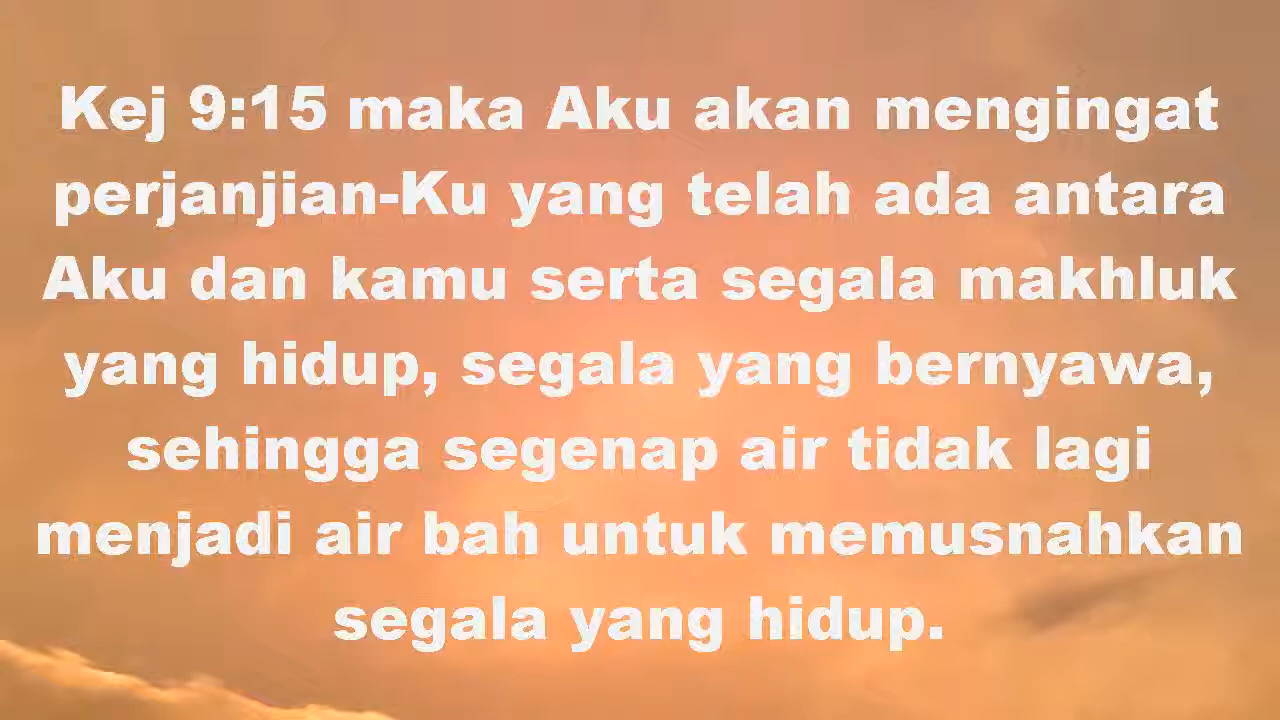 Kej 9:15 maka Aku akan mengingat
perjanjian-Ku yang telah ada antara
Aku dan kamu serta segala makhluk
yang hidup, segala yang bernyawa,
sehingga segenap air tidak lagi
menjadi air bah untuk memusnahkan
segala yang hidup.